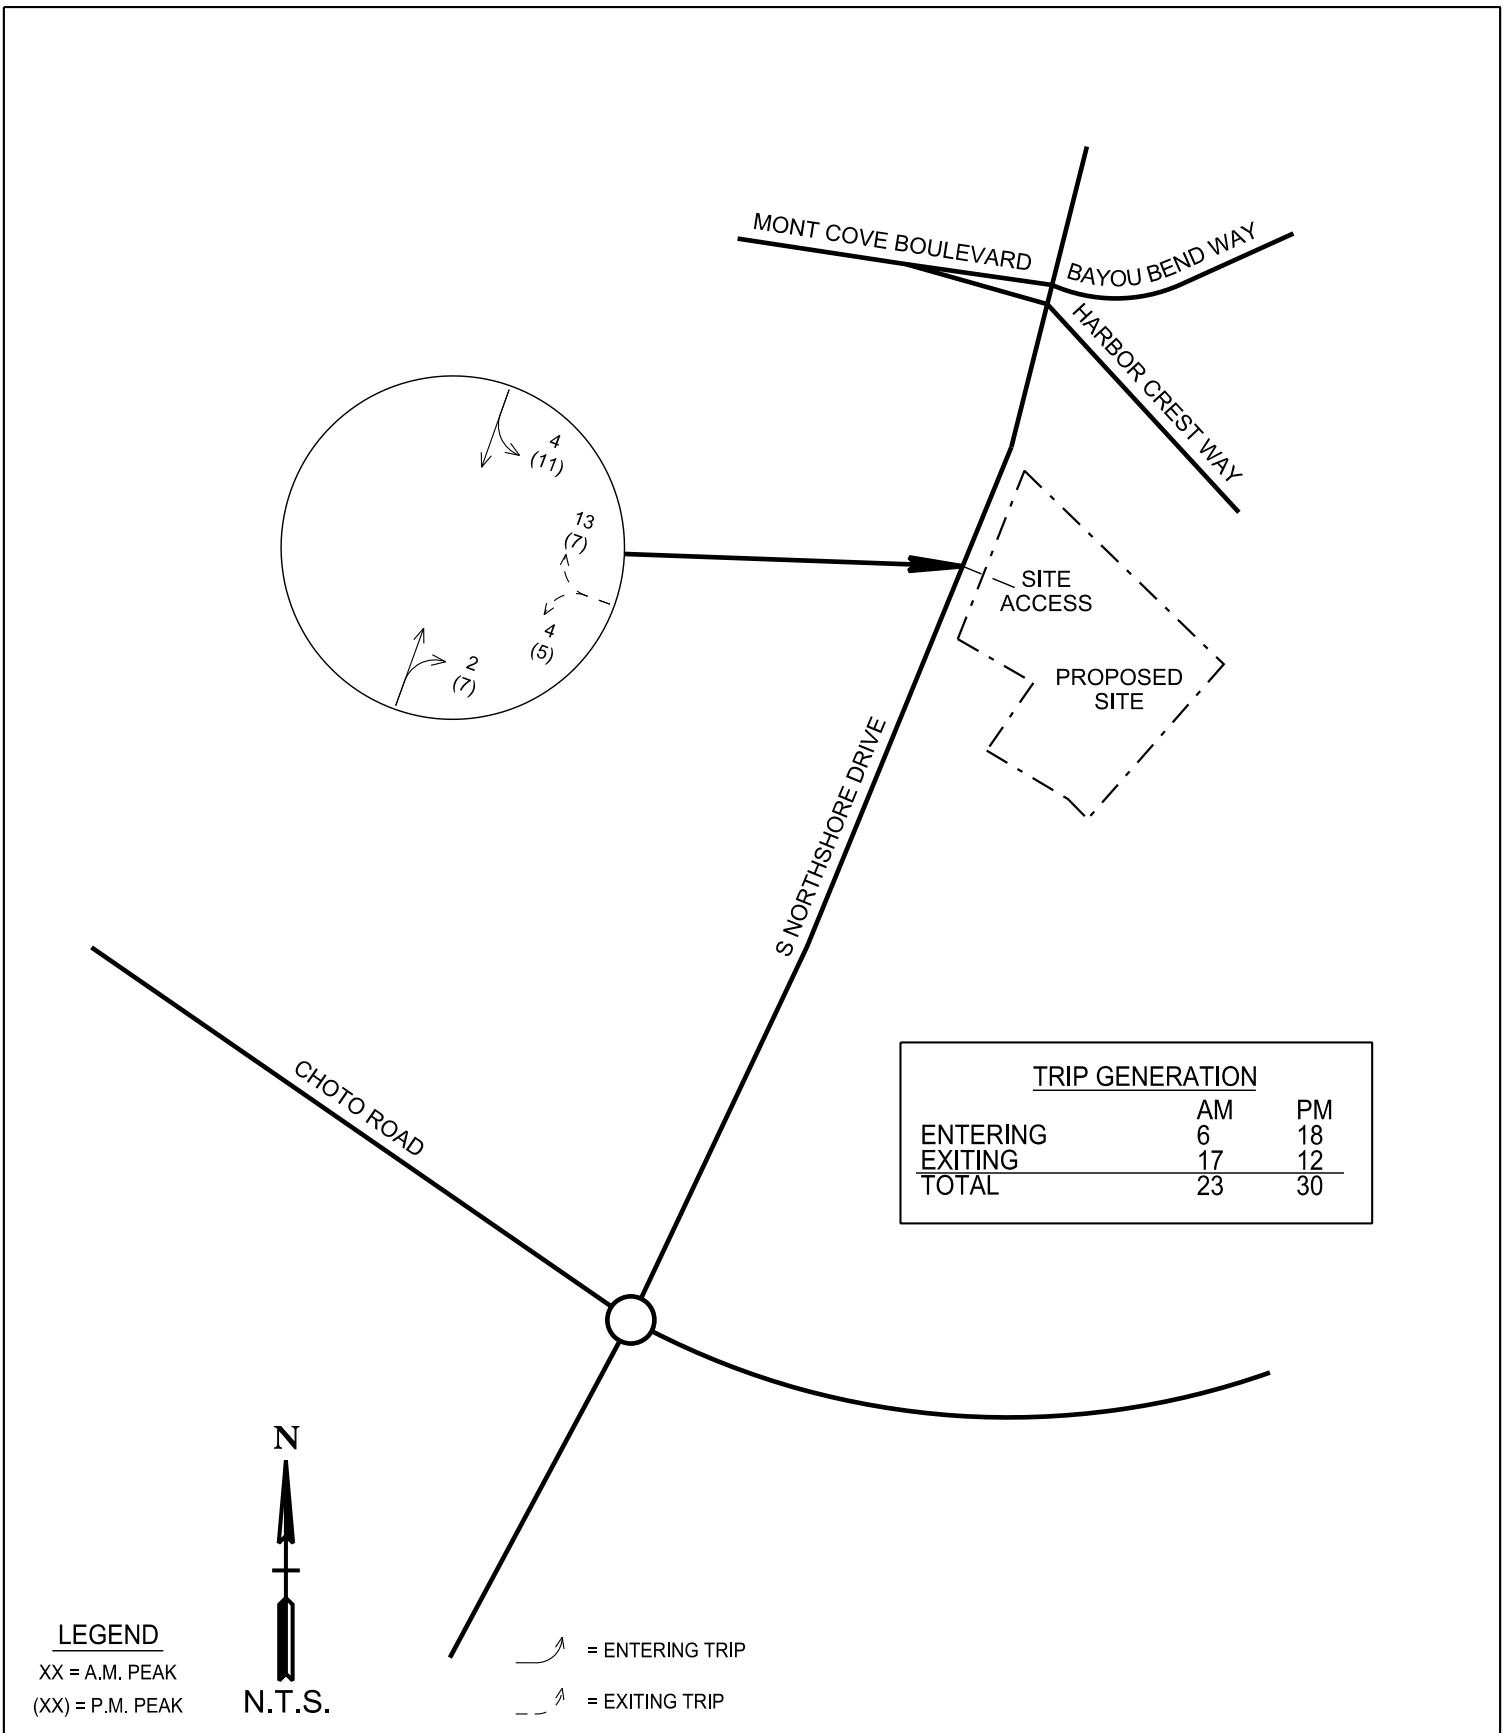 MONT COVE BOULEVARD
BAYOU BEND WAY
HARBOR CREST WAY
4
(11)
13
(7)
4
(5)
2
(7)
SITE
ACCESS
PROPOSED
SITE
S NORTHSHORE DRIVE
CHOTO ROAD
TRIP GENERATION
AM PM
ENTERING 6 18
EXITING 17 12
TOTAL 23 30
N
N.T.S.
LEGEND
XX = A.M. PEAK
(XX) = P.M. PEAK
= ENTERING TRIP
= EXITING TRIP